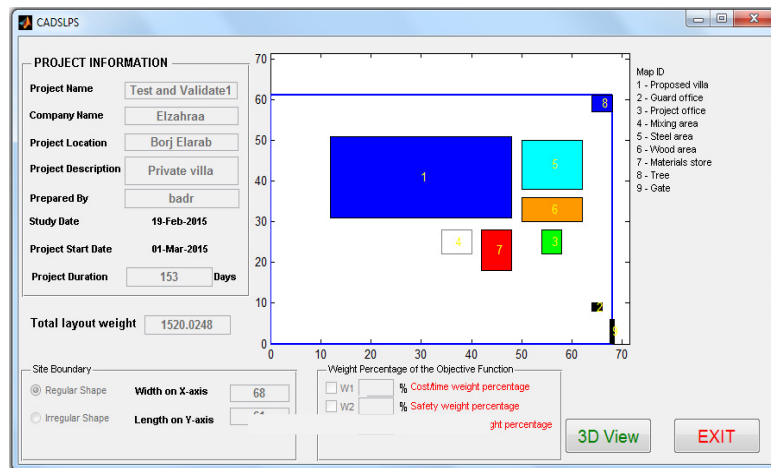 CADSLPS
PROJECT INFORMATION
Project Name Test and Validate1
Company Name Elzahraa
Project Location Borj Elarab
Project Description Private villa
Prepared By badr
Study Date 19-Feb-2015
Project Start Date 01-Mar-2015
Project Duration 153 Days
Total layout weight 1520.0248
70
60
50
40
30
20
10
0
0 10 20 30 40 50 60 70
8
1
5
6
4
7
3
2
9
Map ID
1 - Proposed villa
2 - Guard office
3 - Project office
4 - Mixing area
5 - Steel area
6 - Wood area
7 - Materials store
8 - Tree
9 - Gate
Site Boundary
Regular Shape Width on X-axis 68
Irregular Shape Length on Y-axis
Weight Percentage of the Objective Function
W1 % Cost/time weight percentage
W2 % Safety weight percentage
ght percentage
3D View
EXIT